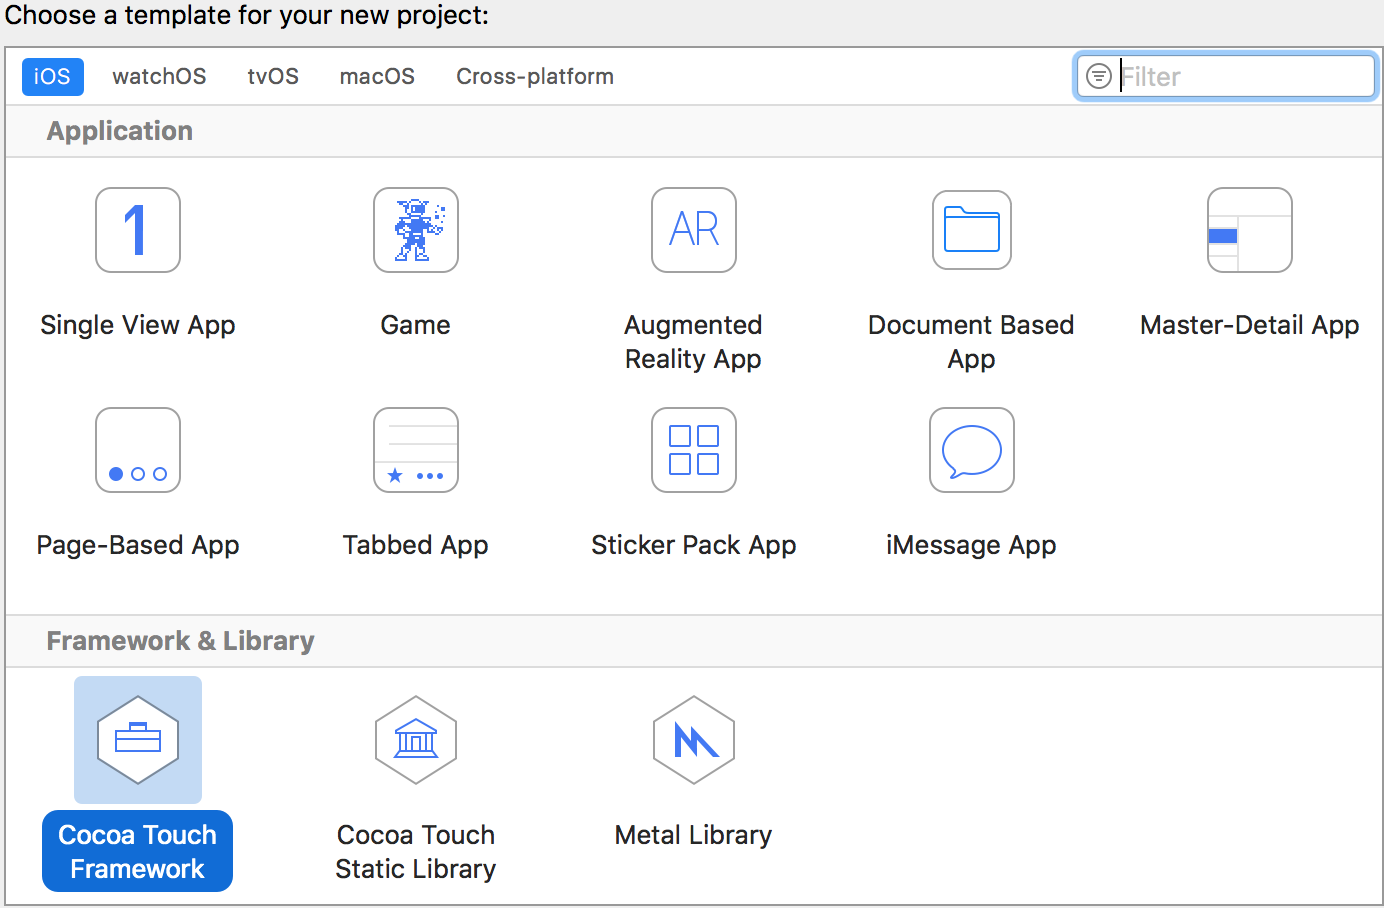 Choose a template for your new project:
iOS watchOS tvOS macOS Cross-platform Filter
Application
1 AR
Single View App Game Augmented Reality App Document Based App Master-Detail App
Page-Based App Tabbed App Sticker Pack App iMessage App
Framework & Library
Cocoa Touch Framework Cocoa Touch Static Library Metal Library